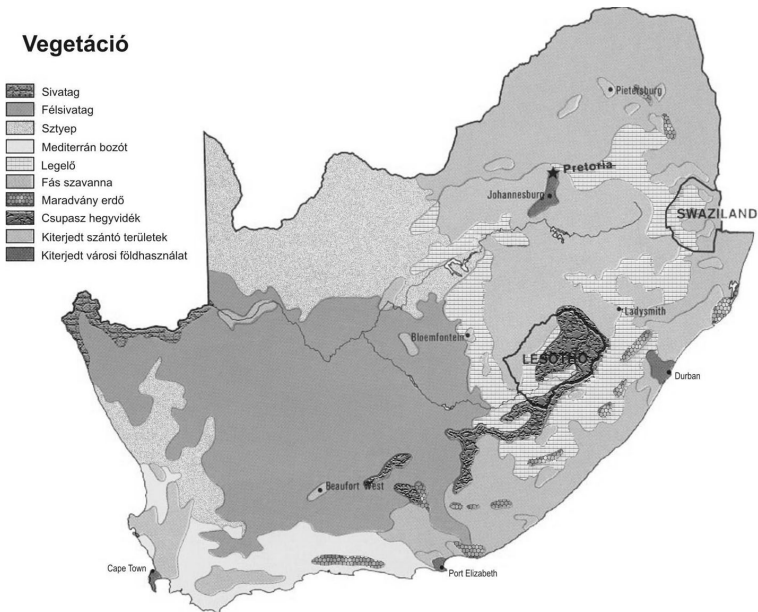 Vegetáció
Sivatag
Félsivatag
Sztyep
Mediterrán bozót
Legelő
Fás szavanna
Maradvány erdő
Csupasz hegyvidék
Kiterjedt szántó területek
Kiterjedt városi földhasználat
Pietersburg
Pretoria
Johannesburg
SWAZILAND
Ladysmith
Bloemfontein
LESOTHO
Durban
Beaufort West
Cape Town
Port Elizabeth